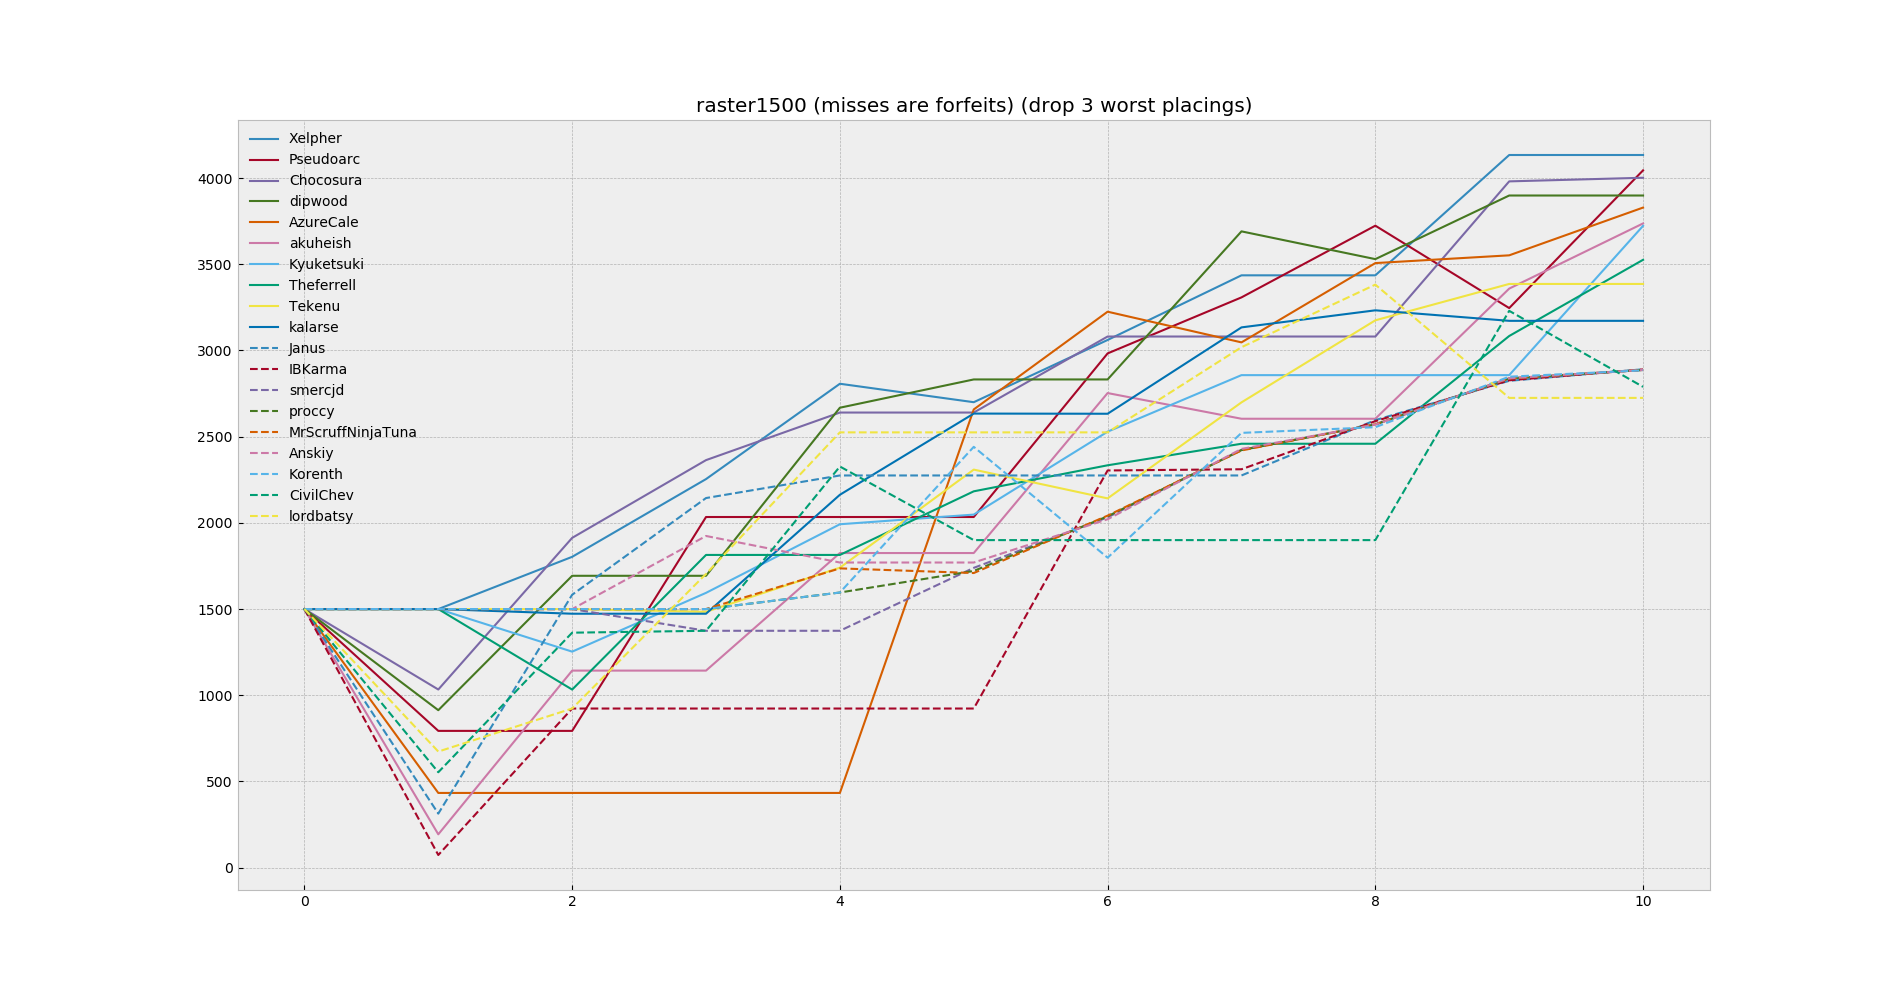 raster1500 (misses are forfeits) (drop 3 worst placings)
Xelpher
Pseudoarc
Chocosura
dipwood
AzureCale
akuheish
Kyuketsuki
Theferrell
Tekenu
kalarse
Janus
IBKarma
smercjd
proccy
MrScruffNinjaTuna
Anskiy
Korenth
CivilChev
lordbatsy
4000
3500
3000
2500
2000
1500
1000
500
0
0 2 4 6 8 10